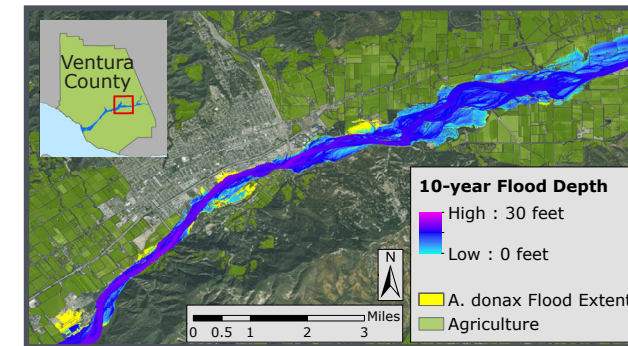 Ventura
County
10-year Flood Depth
High : 30 feet
Low : 0 feet
A. donax Flood Extent
Agriculture
N
Miles
0 0.5 1 2 3